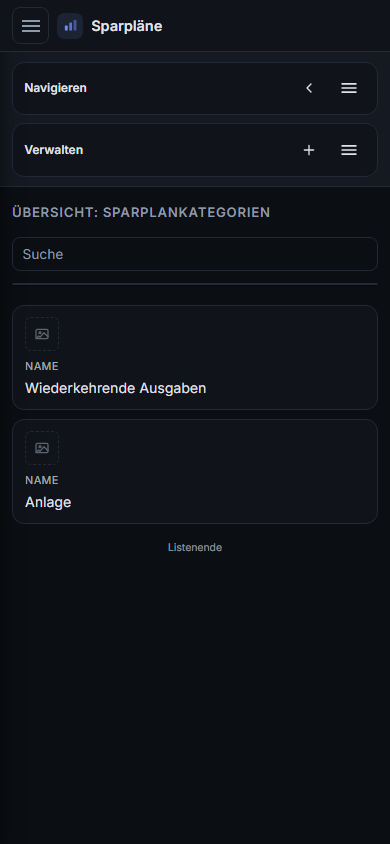 Sparpläne
Navigieren
Verwalten
ÜBERSICHT: SPARPLANKATEGORIEN
Suche
NAME
Wiederkehrende Ausgaben
NAME
Anlage
Listenende